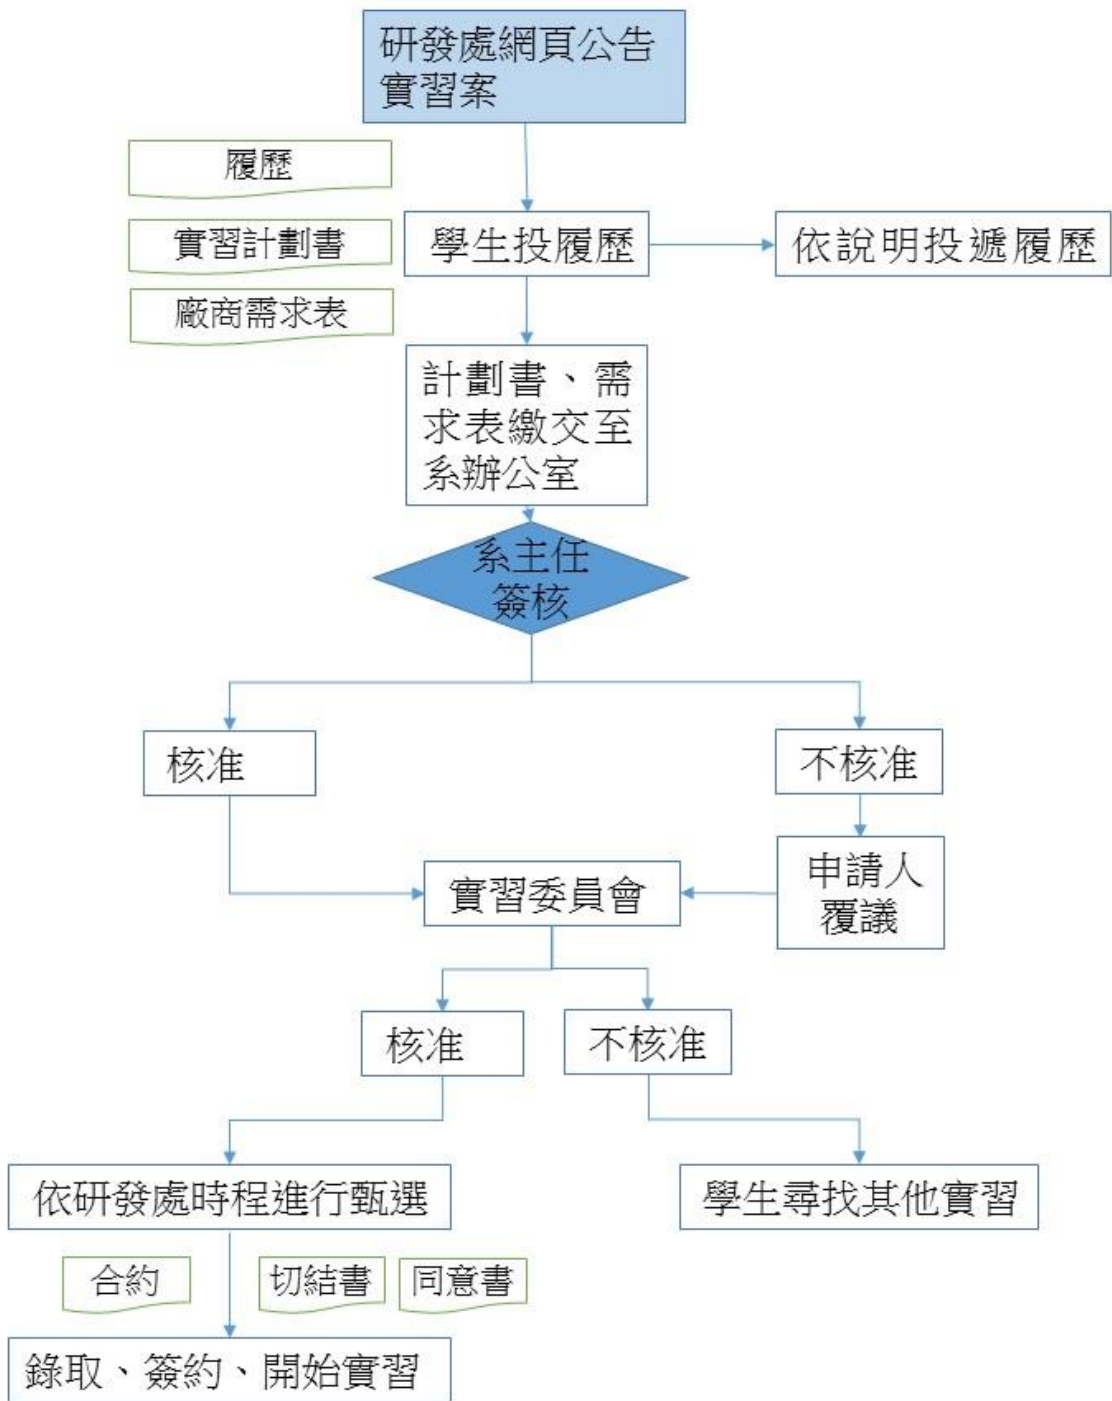 研發處網頁公告
實習案
履歷
實習計劃書
學生投履歷
依說明投遞履歷
廠商需求表
計劃書、需
求表繳交至
系辦公室
系主任
簽核
核准
不核准
實習委員會
申請人
覆議
核准
不核准
依研發處時程進行甄選
學生尋找其他實習
合約
切結書
同意書
錄取、簽約、開始實習